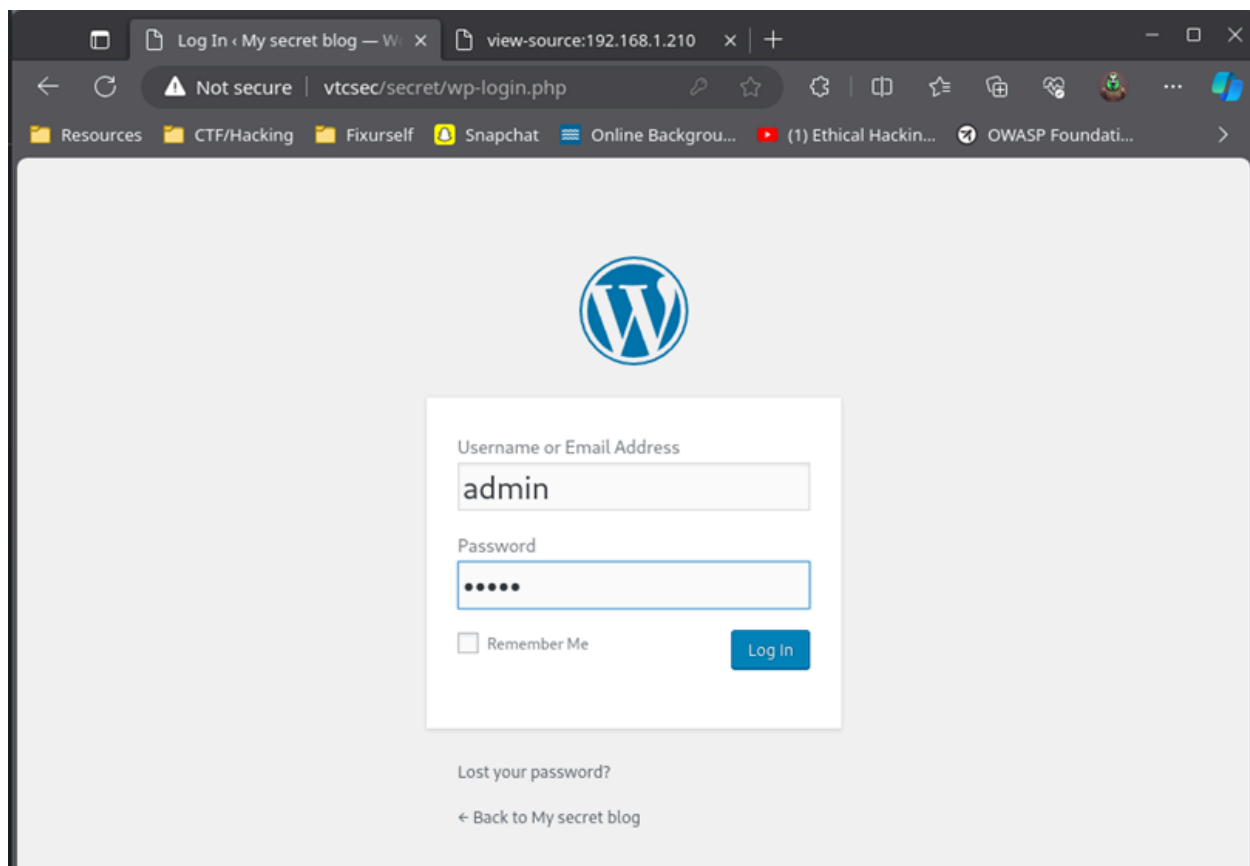 Log In ‹ My secret blog — W
view-source:192.168.1.210
Not secure vtcsec/secret/wp-login.php
Resources CTF/Hacking Fixurself Snapchat Online Backgrou... (1) Ethical Hackin... OWASP Foundati...
Username or Email Address
admin
Password
•••••
Remember Me
Log In
Lost your password?
← Back to My secret blog